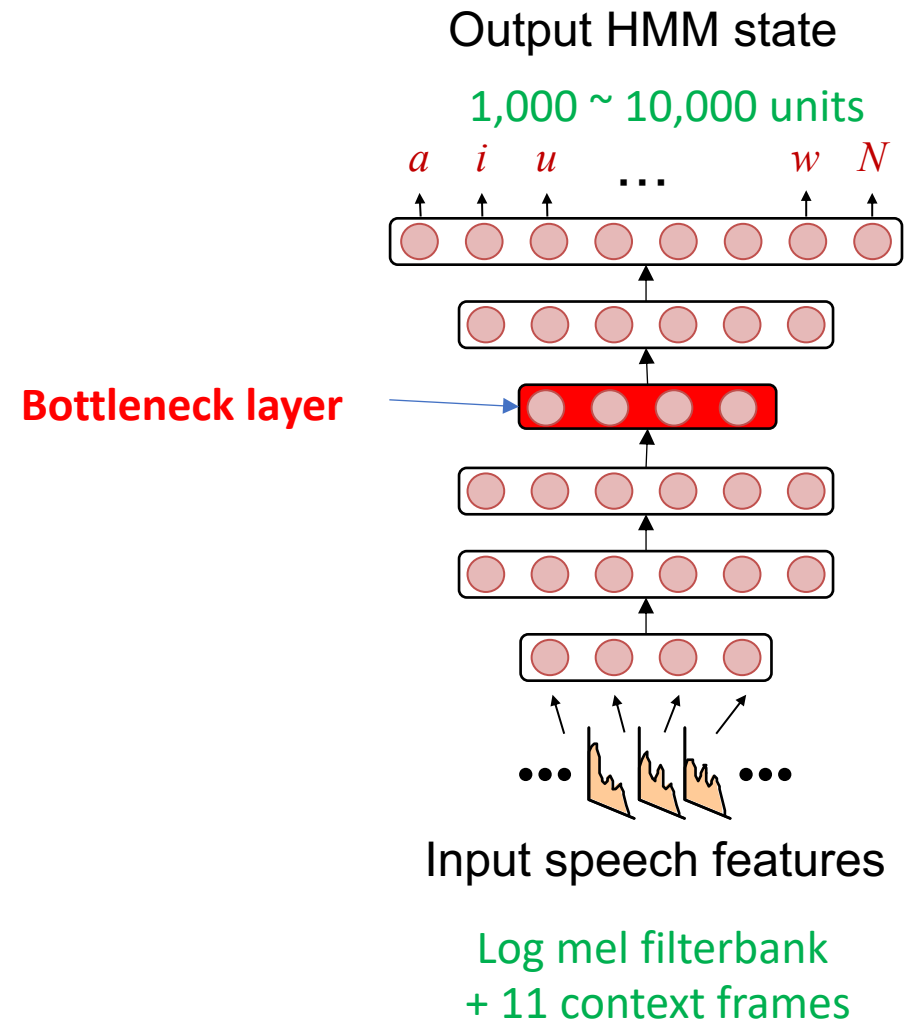 Output HMM state
1,000 ~ 10,000 units
a i u ... w N
Bottleneck layer
Input speech features
Log mel filterbank
+ 11 context frames